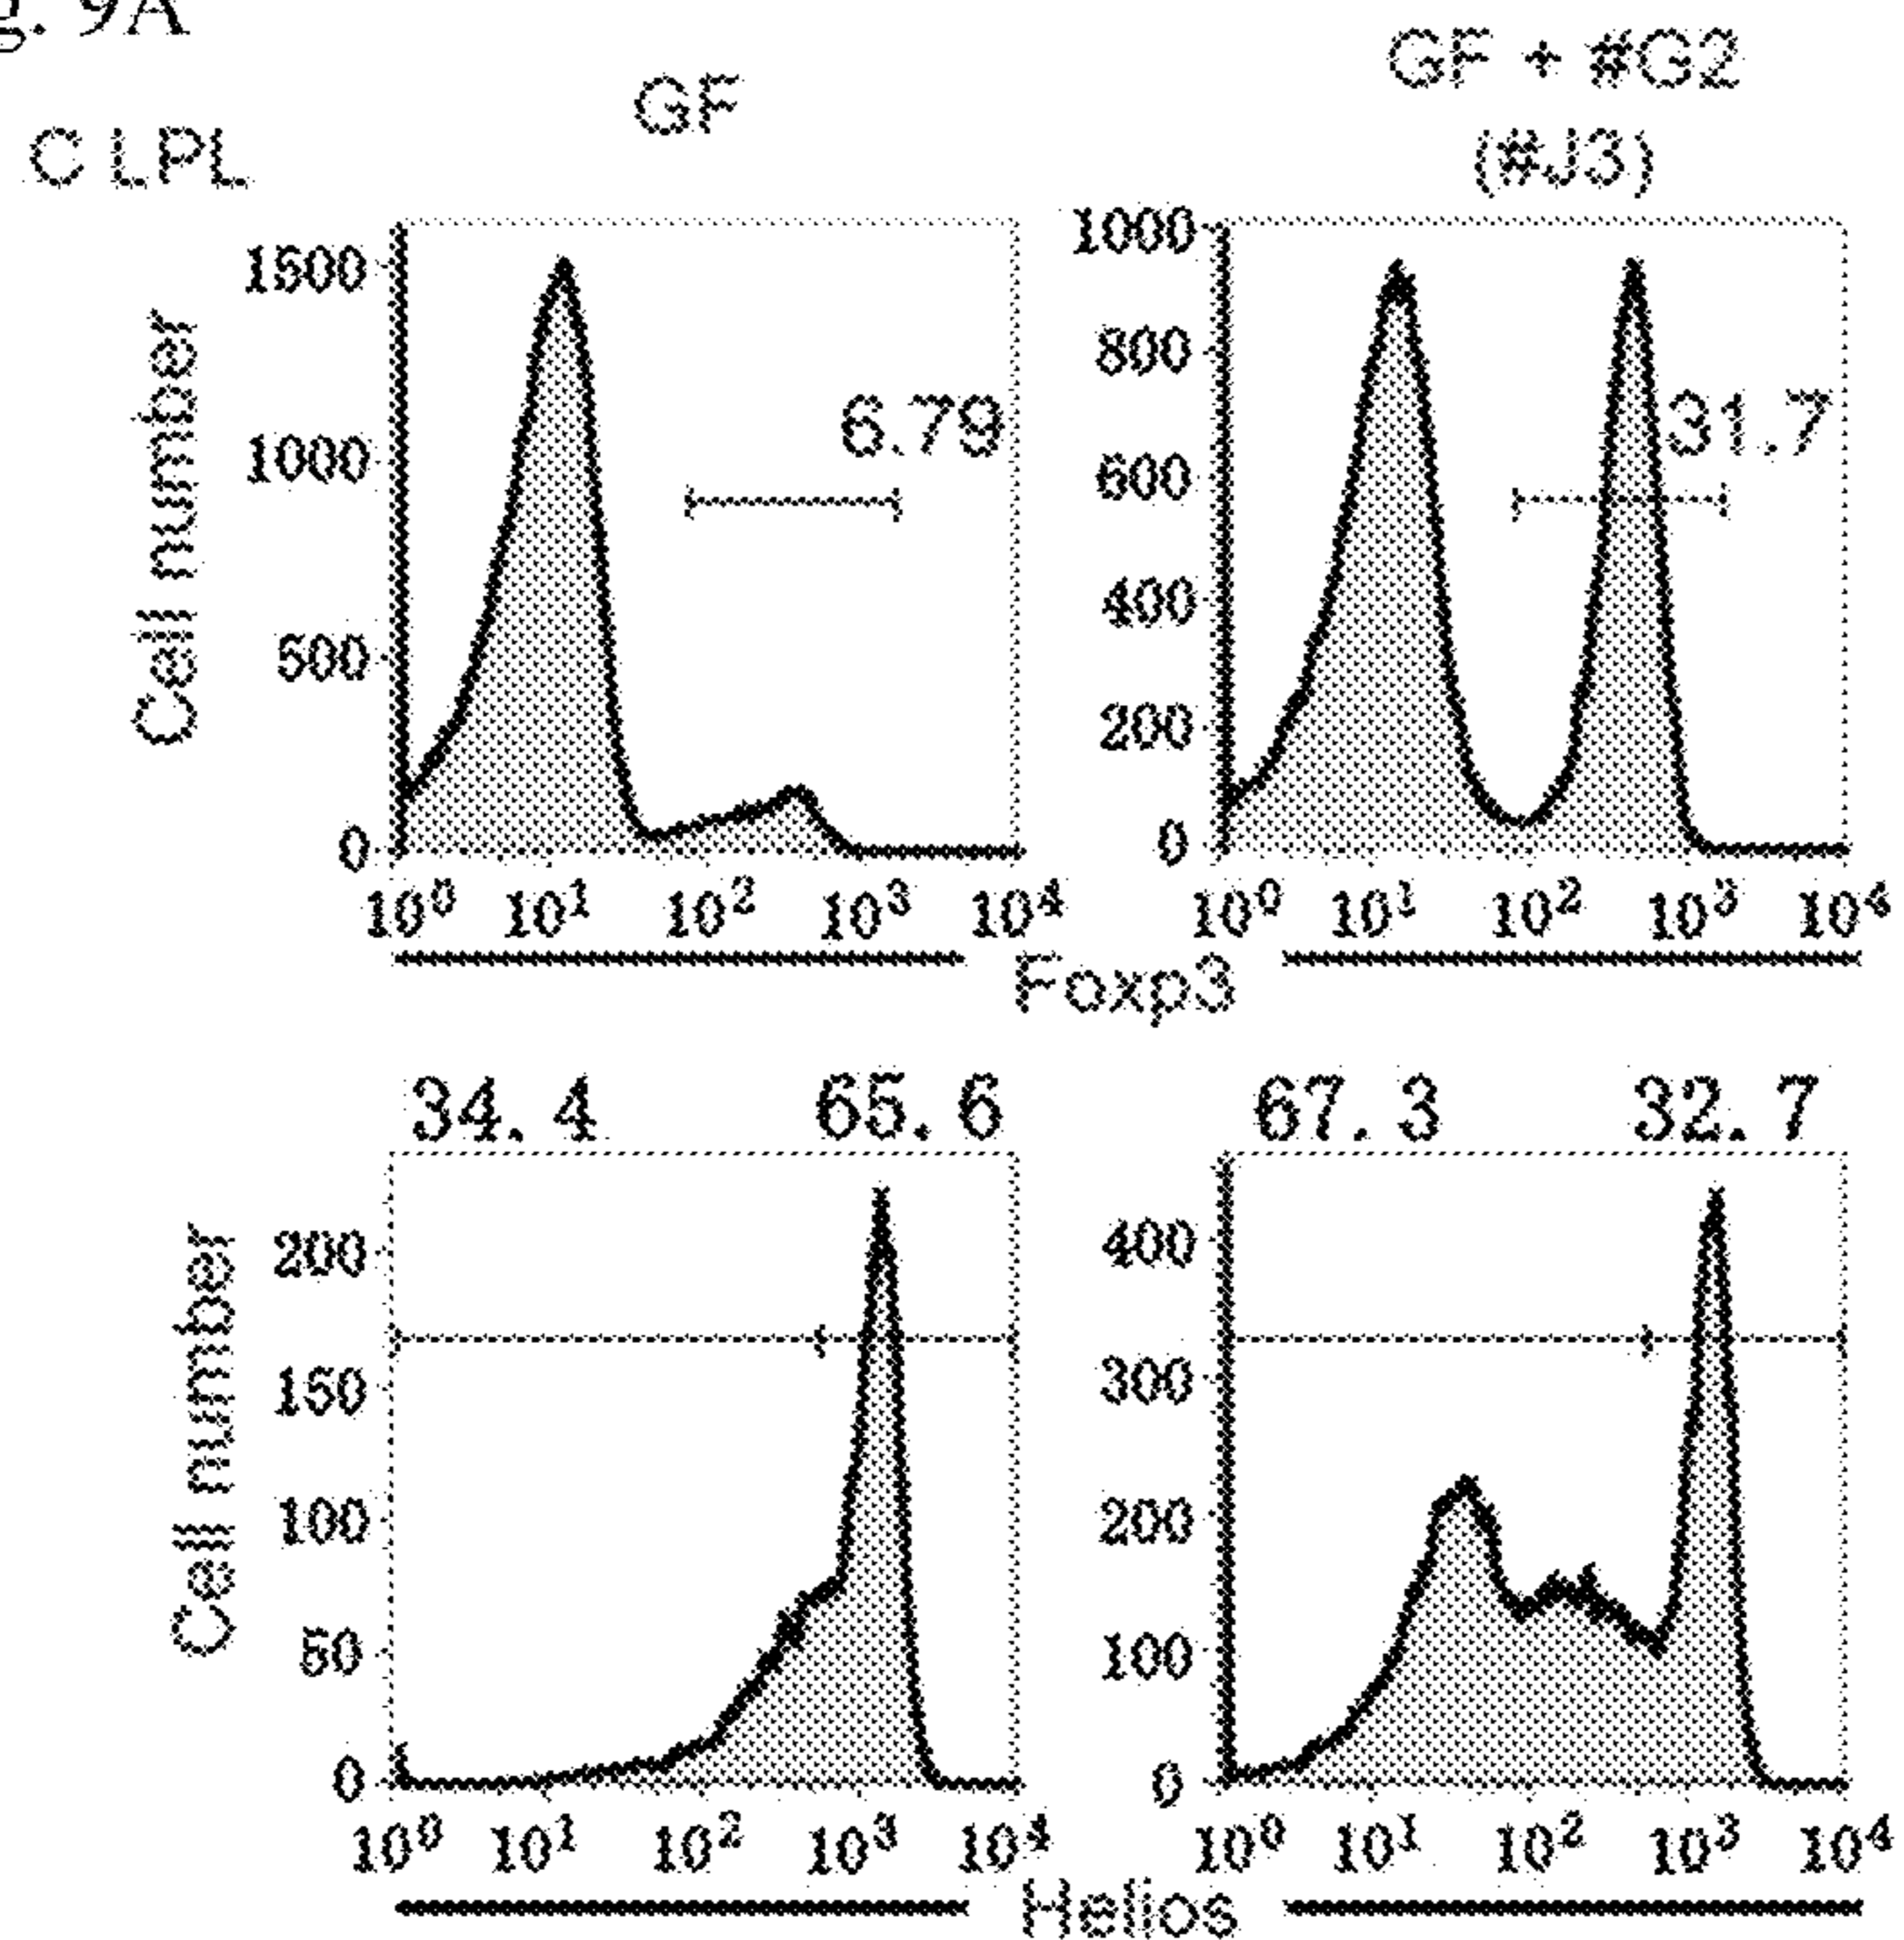 g. 9A
GF
GF + #G2
(#J3)
C LPL
Cell number
1500
1000
500
0
6.79
10⁰ 10¹ 10² 10³ 10⁴
1000
800
600
400
200
0
31.7
10⁰ 10¹ 10² 10³ 10⁴
Foxp3
34.4 65.6
67.3 32.7
Cell number
200
150
100
50
0
10⁰ 10¹ 10² 10³ 10⁴
400
300
200
100
0
10⁰ 10¹ 10² 10³ 10⁴
Helios